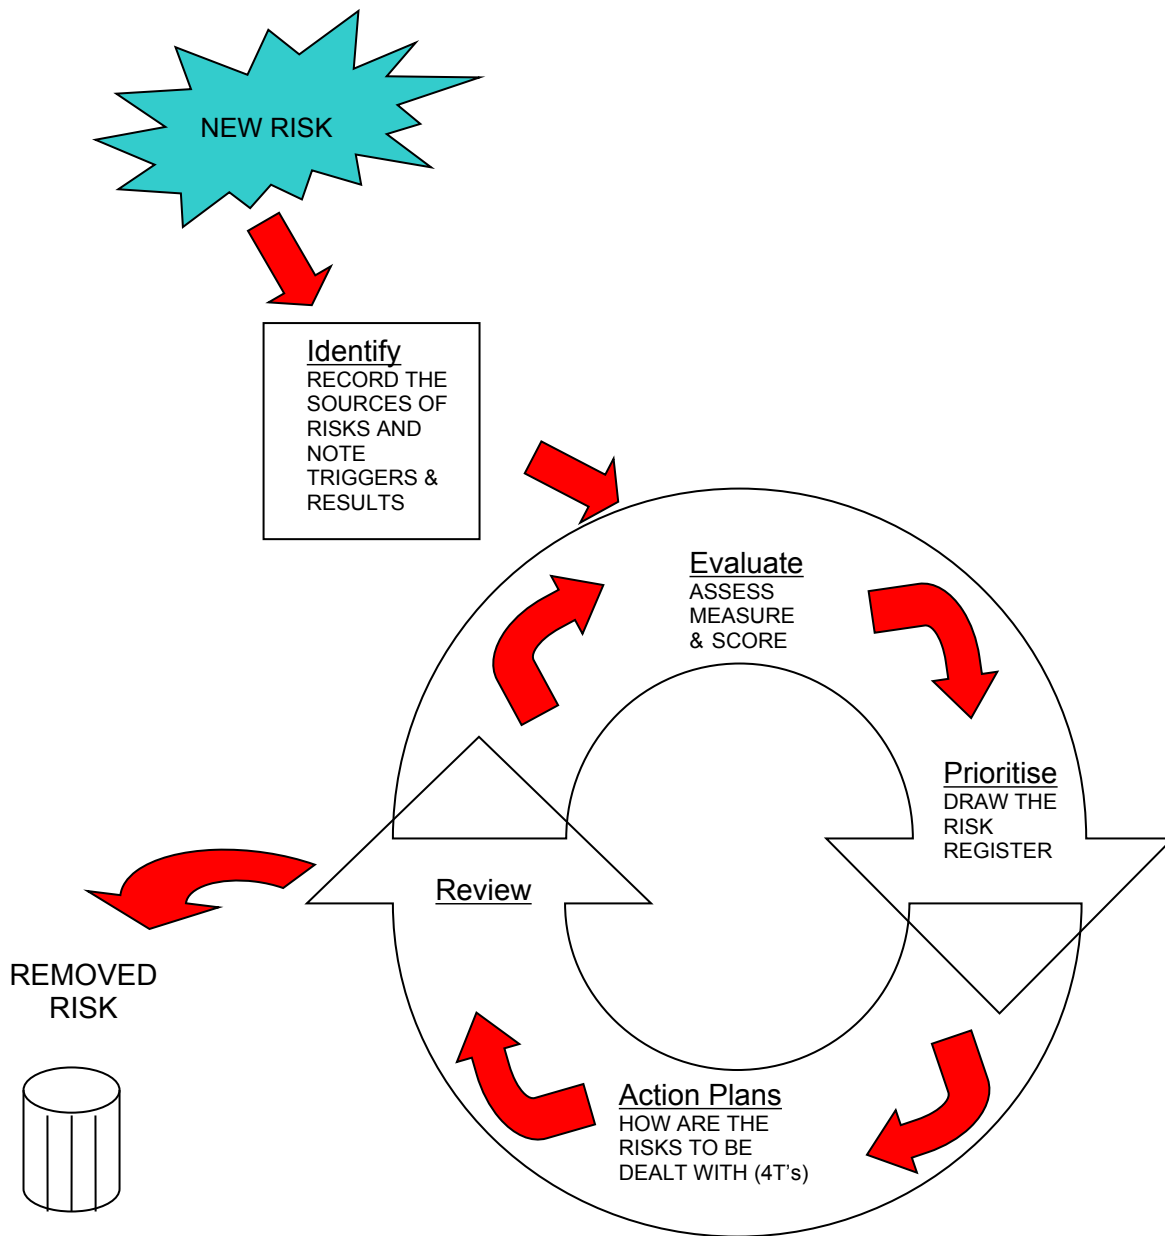 NEW RISK
Identify
RECORD THE
SOURCES OF
RISKS AND
NOTE
TRIGGERS &
RESULTS
Evaluate
ASSESS
MEASURE
& SCORE
Prioritise
DRAW THE
RISK
REGISTER
Review
REMOVED
RISK
Action Plans
HOW ARE THE
RISKS TO BE
DEALT WITH (4T’s)